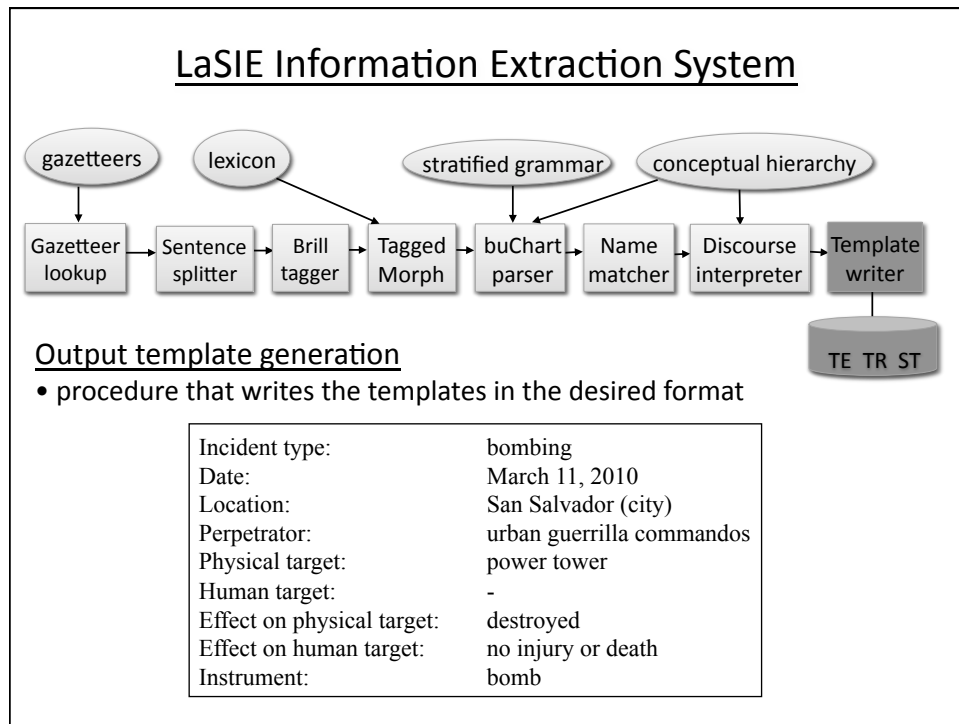 LaSIE Information Extraction System
gazetteers
lexicon
stratified grammar
conceptual hierarchy
Gazetteer
lookup
Sentence
splitter
Brill
tagger
Tagged
Morph
buChart
parser
Name
matcher
Discourse
interpreter
Template
writer
TE TR ST
Output template generation
• procedure that writes the templates in the desired format
Incident type: bombing
Date: March 11, 2010
Location: San Salvador (city)
Perpetrator: urban guerrilla commandos
Physical target: power tower
Human target: -
Effect on physical target: destroyed
Effect on human target: no injury or death
Instrument: bomb